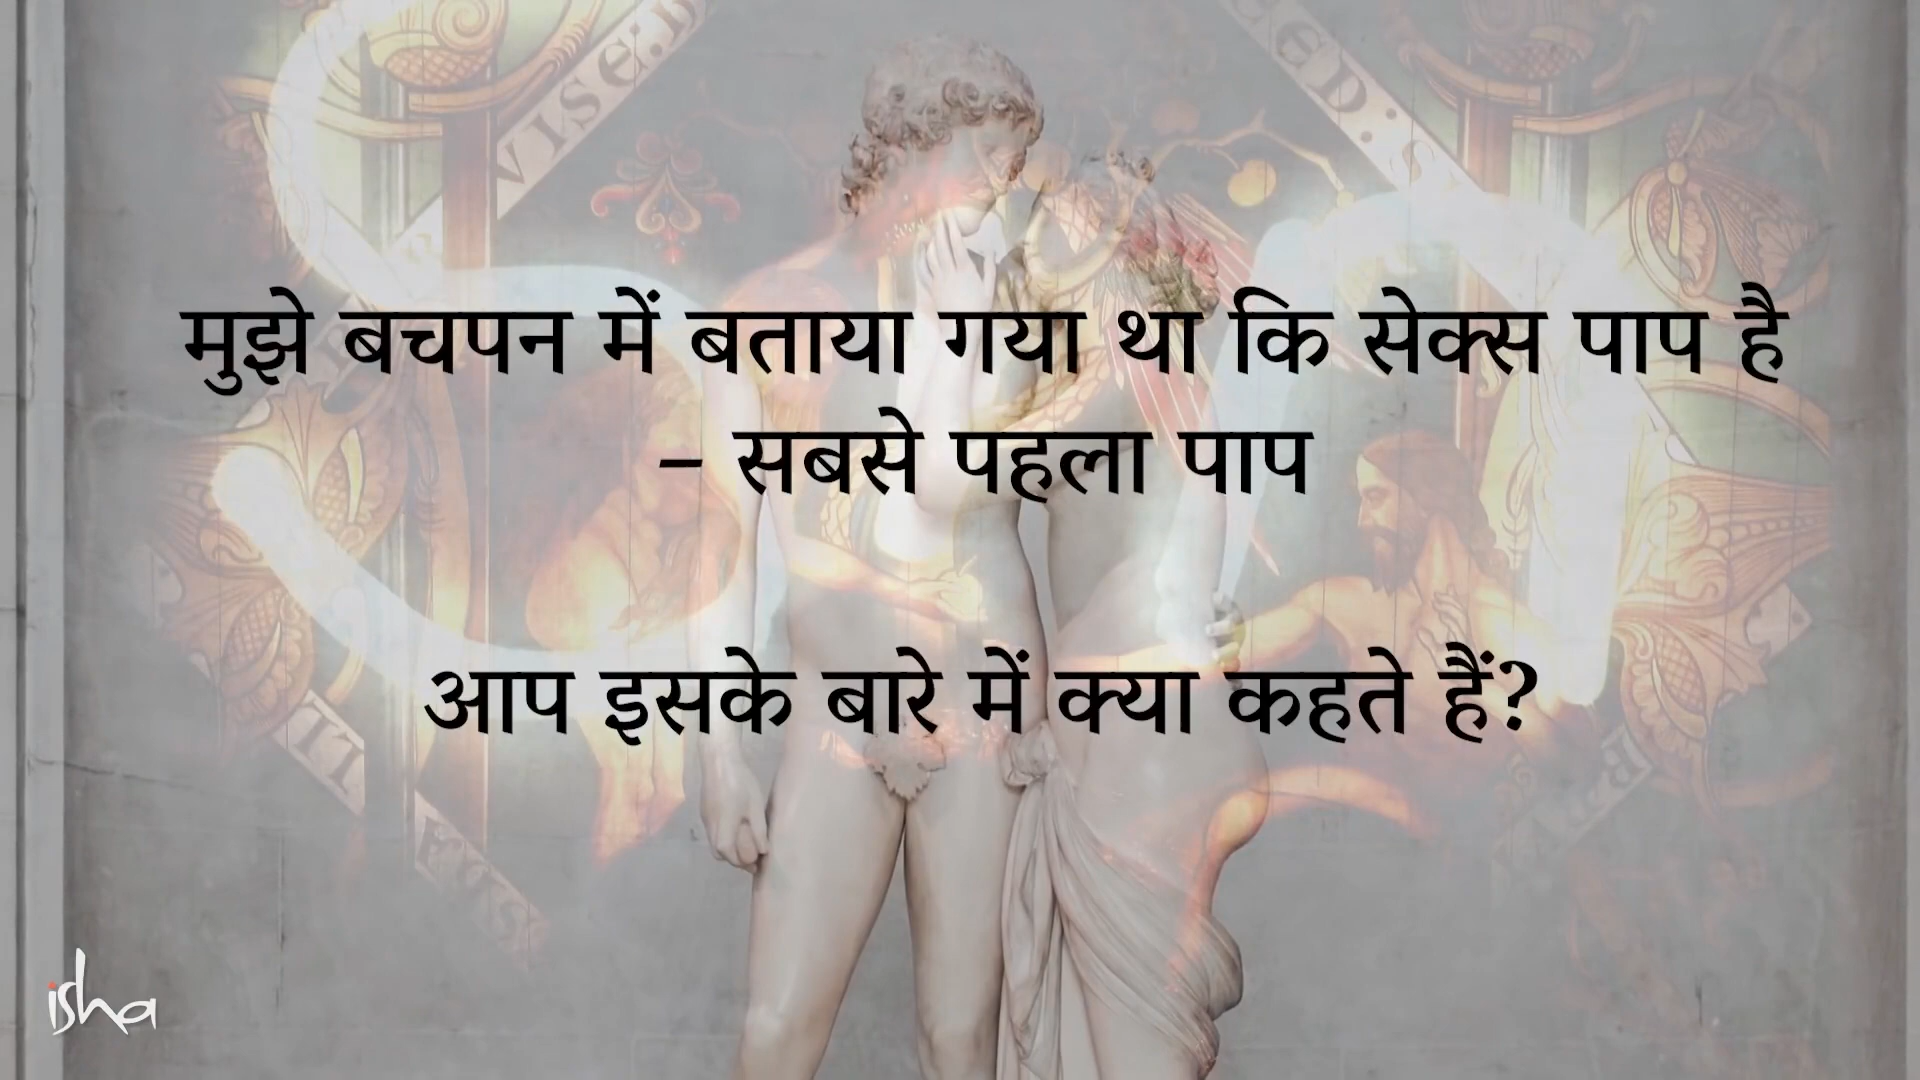 मुझे बचपन में बताया गया था कि सेक्स पाप है
– सबसे पहला पाप
आप इसके बारे में क्या कहते हैं?
isha